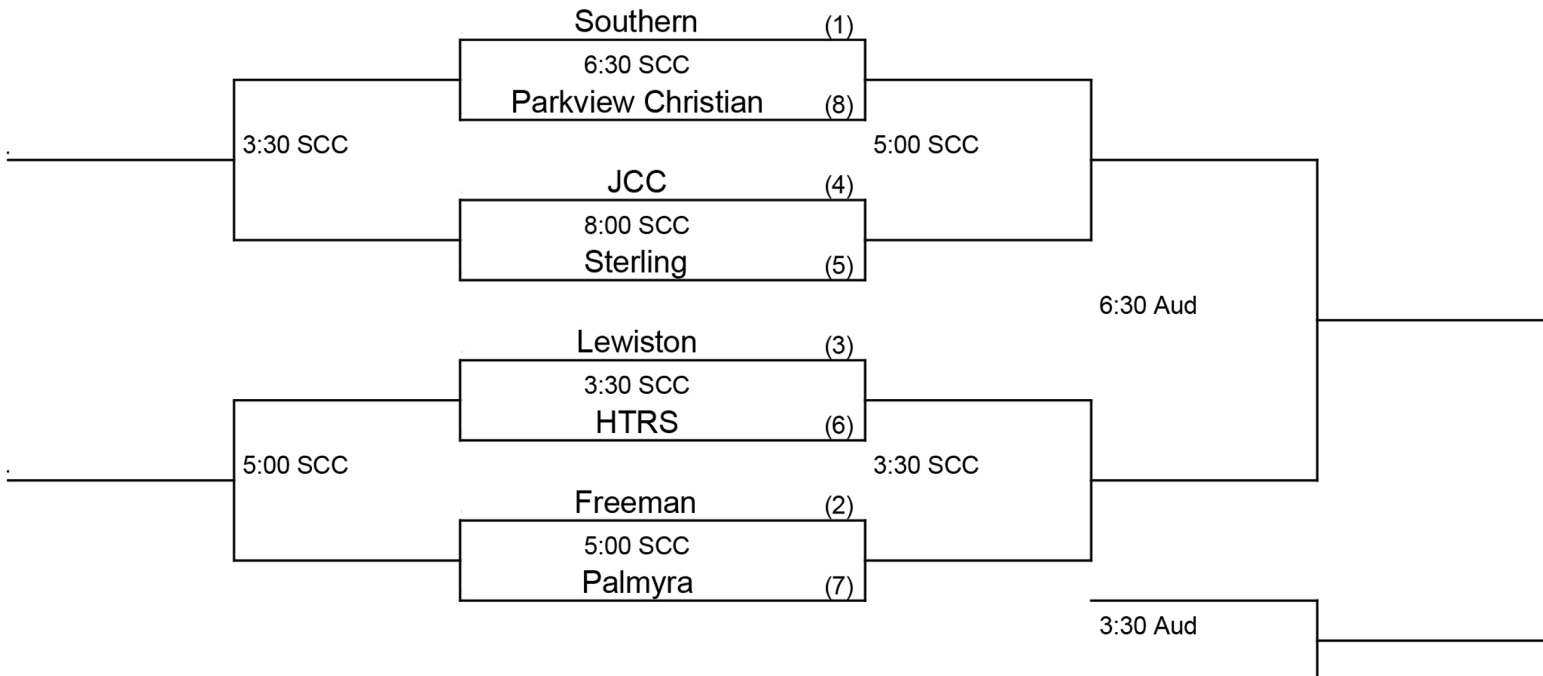 Southern (1)
6:30 SCC
Parkview Christian (8)
3:30 SCC
5:00 SCC
JCC (4)
8:00 SCC
Sterling (5)
6:30 Aud
Lewiston (3)
3:30 SCC
HTRS (6)
5:00 SCC
3:30 SCC
Freeman (2)
5:00 SCC
Palmyra (7)
3:30 Aud